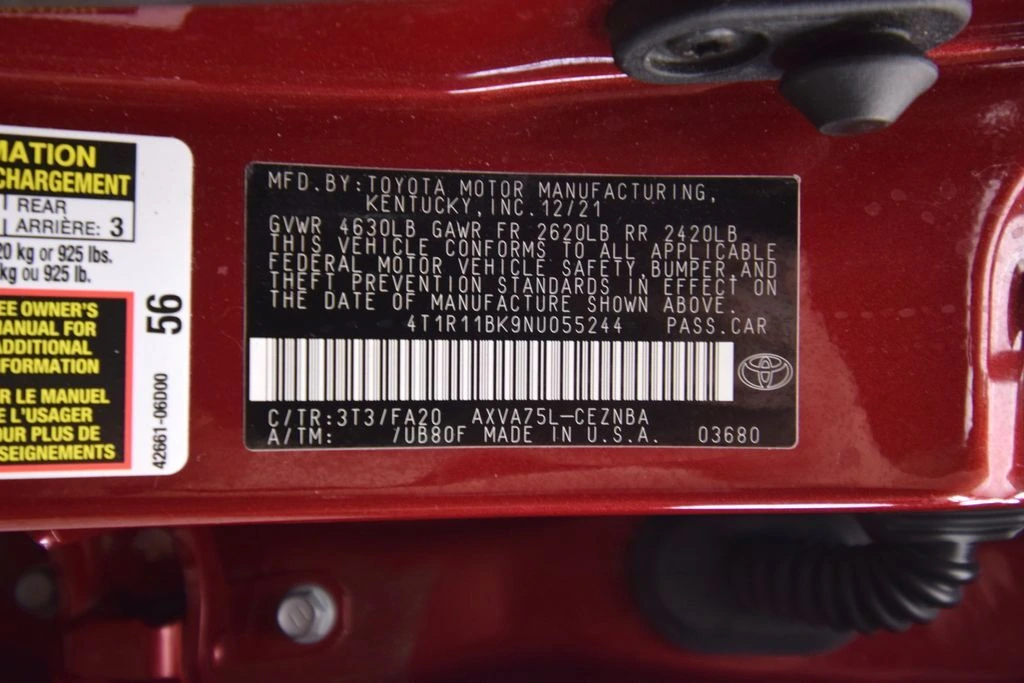 MATION
CHARGEMENT
REAR
ARRIÈRE: 3
20 kg or 925 lbs.
kg ou 925 lb.
EE OWNER'S
MANUAL FOR
ADDITIONAL
FORMATION
R LE MANUEL
E L'USAGER
OUR PLUS DE
SEIGNEMENTS
56
42661-06D00
MFD.BY:TOYOTA MOTOR MANUFACTURING,
KENTUCKY,INC.12/21
GVWR 4630LB GAWR FR 2620LB RR 2420LB
THIS VEHICLE CONFORMS TO ALL APPLICABLE
FEDERAL MOTOR VEHICLE SAFETY,BUMPER,AND
THEFT PREVENTION STANDARDS IN EFFECT ON
THE DATE OF MANUFACTURE SHOWN ABOVE.
4T1R11BK9NU055244 PASS.CAR
C/TR:3T3/FA20 AXVA75L-CEZNBA
A/TM: /UB80F MADE IN U.S.A. 03680